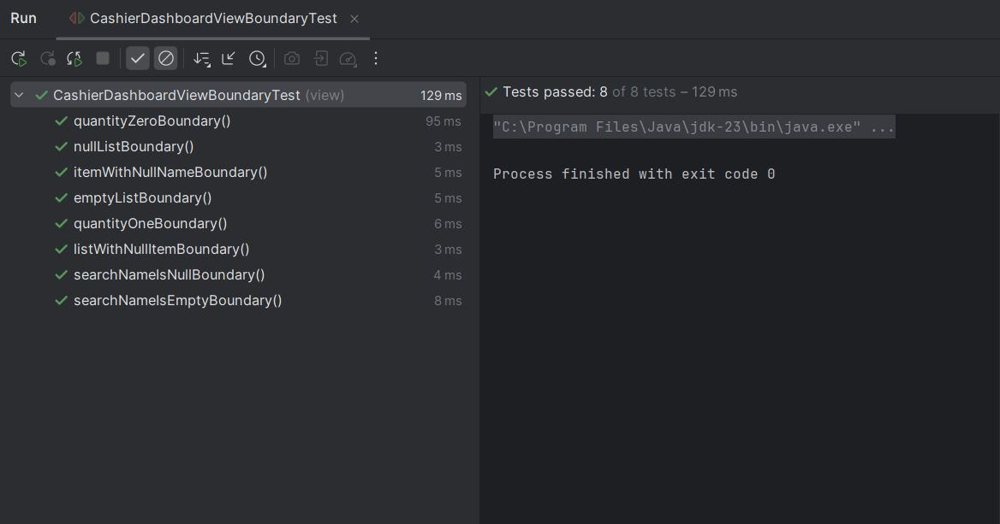 Run CashierDashboardViewBoundaryTest
CashierDashboardViewBoundaryTest (view) 129 ms
quantityZeroBoundary() 95 ms
nullListBoundary() 3 ms
itemWithNullNameBoundary() 5 ms
emptyListBoundary() 5 ms
quantityOneBoundary() 6 ms
listWithNullItemBoundary() 3 ms
searchNameIsNullBoundary() 4 ms
searchNameIsEmptyBoundary() 8 ms
Tests passed: 8 of 8 tests – 129 ms
"C:\Program Files\Java\jdk-23\bin\java.exe" ...
Process finished with exit code 0